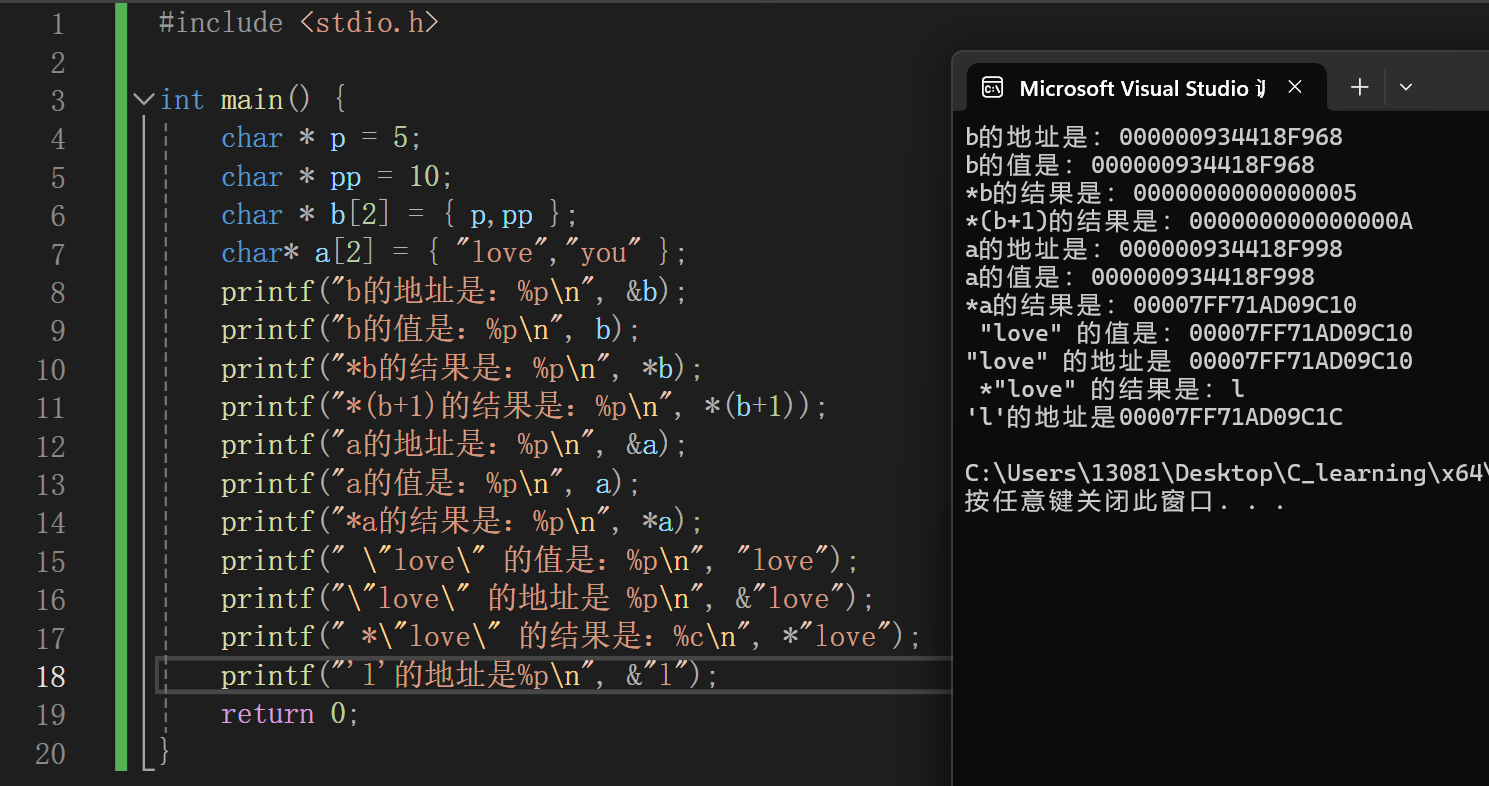 1 #include <stdio.h>
2
3 int main() {
4 char * p = 5;
5 char * pp = 10;
6 char * b[2] = { p,pp };
7 char* a[2] = { "love","you" };
8 printf("b的地址是：%p\n", &b);
9 printf("b的值是：%p\n", b);
10 printf("*b的结果是：%p\n", *b);
11 printf("*(b+1)的结果是：%p\n", *(b+1));
12 printf("a的地址是：%p\n", &a);
13 printf("a的值是：%p\n", a);
14 printf("*a的结果是：%p\n", *a);
15 printf(" \"love\" 的值是：%p\n", "love");
16 printf("\"love\" 的地址是 %p\n", &"love");
17 printf(" *\"love\" 的结果是：%c\n", *"love");
18 printf("'l'的地址是%p\n", &"l");
19 return 0;
20 }
Microsoft Visual Studio
b的地址是：000000934418F968
b的值是：000000934418F968
*b的结果是：0000000000000005
*(b+1)的结果是：000000000000000A
a的地址是：000000934418F998
a的值是：000000934418F998
*a的结果是：00007FF71AD09C10
 "love" 的值是：00007FF71AD09C10
"love" 的地址是 00007FF71AD09C10
 *"love" 的结果是：l
'l'的地址是00007FF71AD09C1C
C:\Users\13081\Desktop\C_learning\x64\
按任意键关闭此窗口. . .